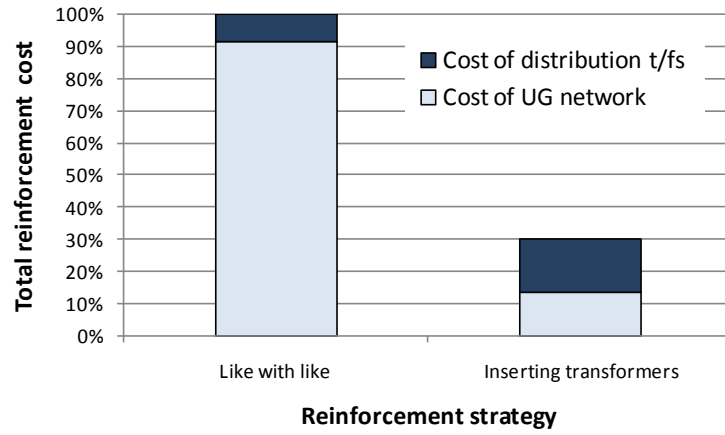 Total reinforcement cost
100%
90%
80%
70%
60%
50%
40%
30%
20%
10%
0%
Cost of distribution t/fs
Cost of UG network
Like with like
Inserting transformers
Reinforcement strategy